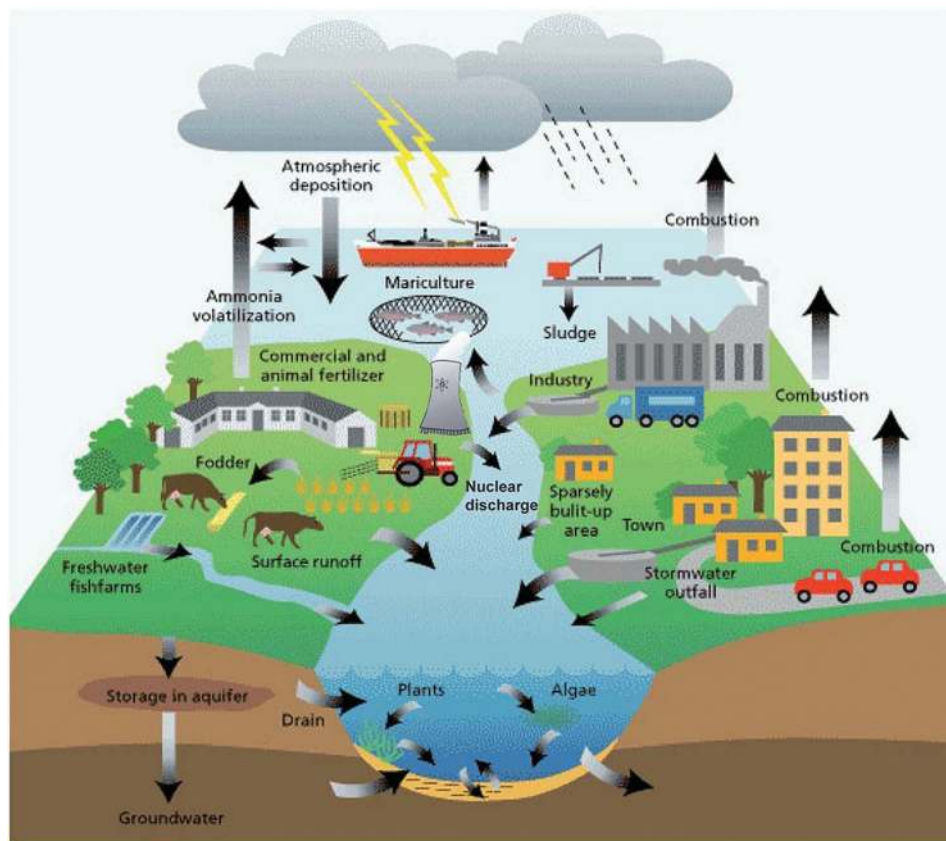 Atmospheric
deposition
Combustion
Mariculture
Ammonia
volatilization
Sludge
Commercial and
animal fertilizer
Industry
Combustion
Fodder
Nuclear
discharge
Sparsely
bulit-up
area
Town
Combustion
Freshwater
fishfarms
Surface runoff
Stormwater
outfall
Plants
Algae
Storage in aquifer
Drain
Groundwater